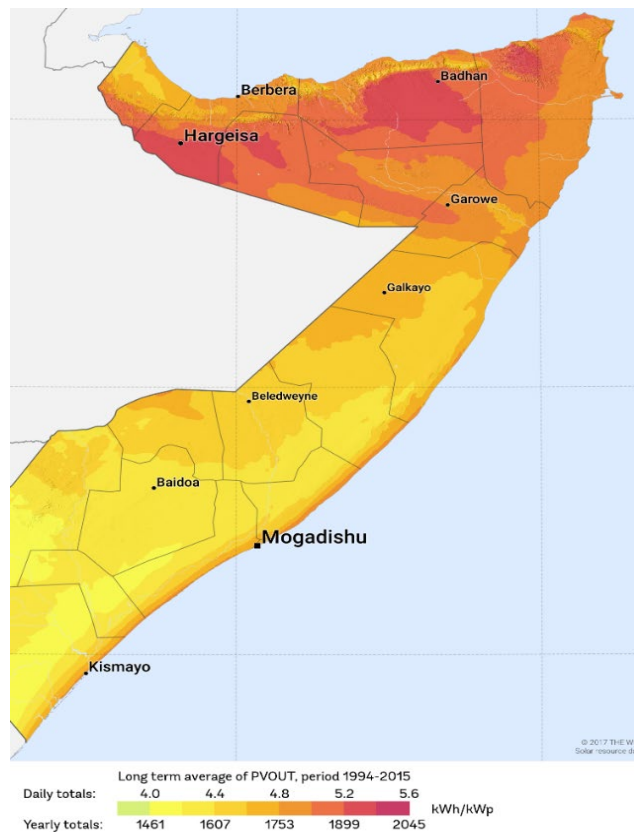 Berbera
Badhan
Hargeisa
Garowe
Galkayo
Beledweyne
Baidoa
Mogadishu
Kismayo
© 2017 THE W
Solar resource di
Long term average of PVOUT, period 1994-2015
Daily totals: 4.0 4.4 4.8 5.2 5.6
kWh/kWp
Yearly totals: 1461 1607 1753 1899 2045